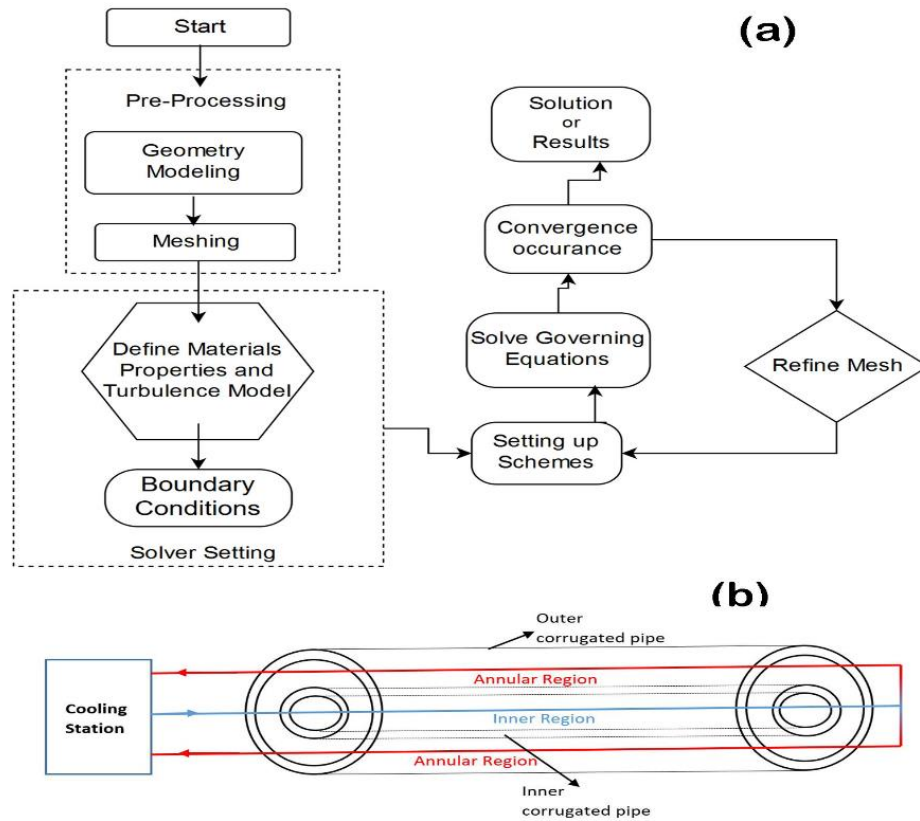 (a)
Start
Pre-Processing
Geometry
Modeling
Meshing
Define Materials
Properties and
Turbulence Model
Boundary
Conditions
Solver Setting
Solution
or
Results
Convergence
occurance
Solve Governing
Equations
Setting up
Schemes
Refine Mesh
(b)
Outer
corrugated pipe
Annular Region
Cooling
Station
Inner Region
Annular Region
Inner
corrugated pipe